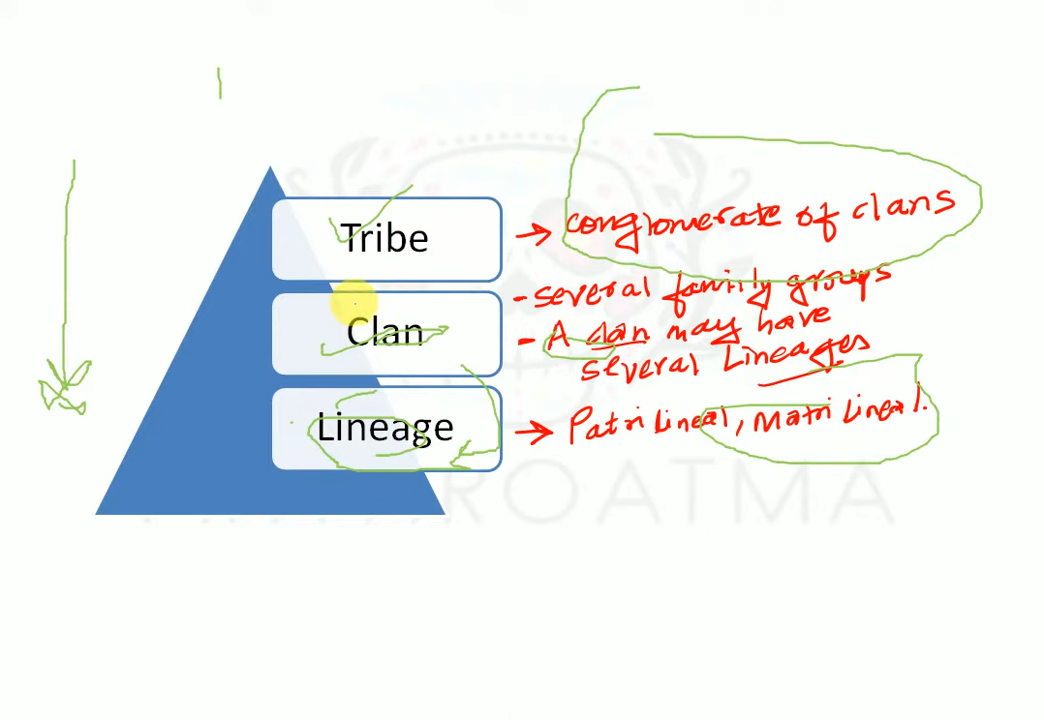 Tribe → conglomerate of clans
Clan - several family groups
- A clan may have
several Lineages
Lineage → Patri Lineal, Matri Lineal.